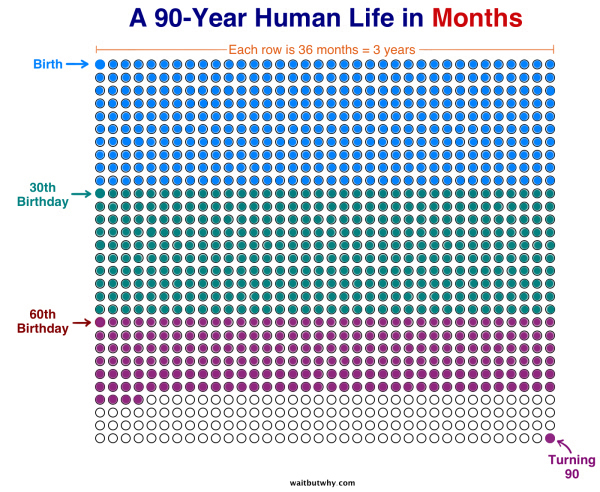 A 90-Year Human Life in Months
Each row is 36 months = 3 years
Birth
30th
Birthday
60th
Birthday
Turning
90
waitbutwhy.com